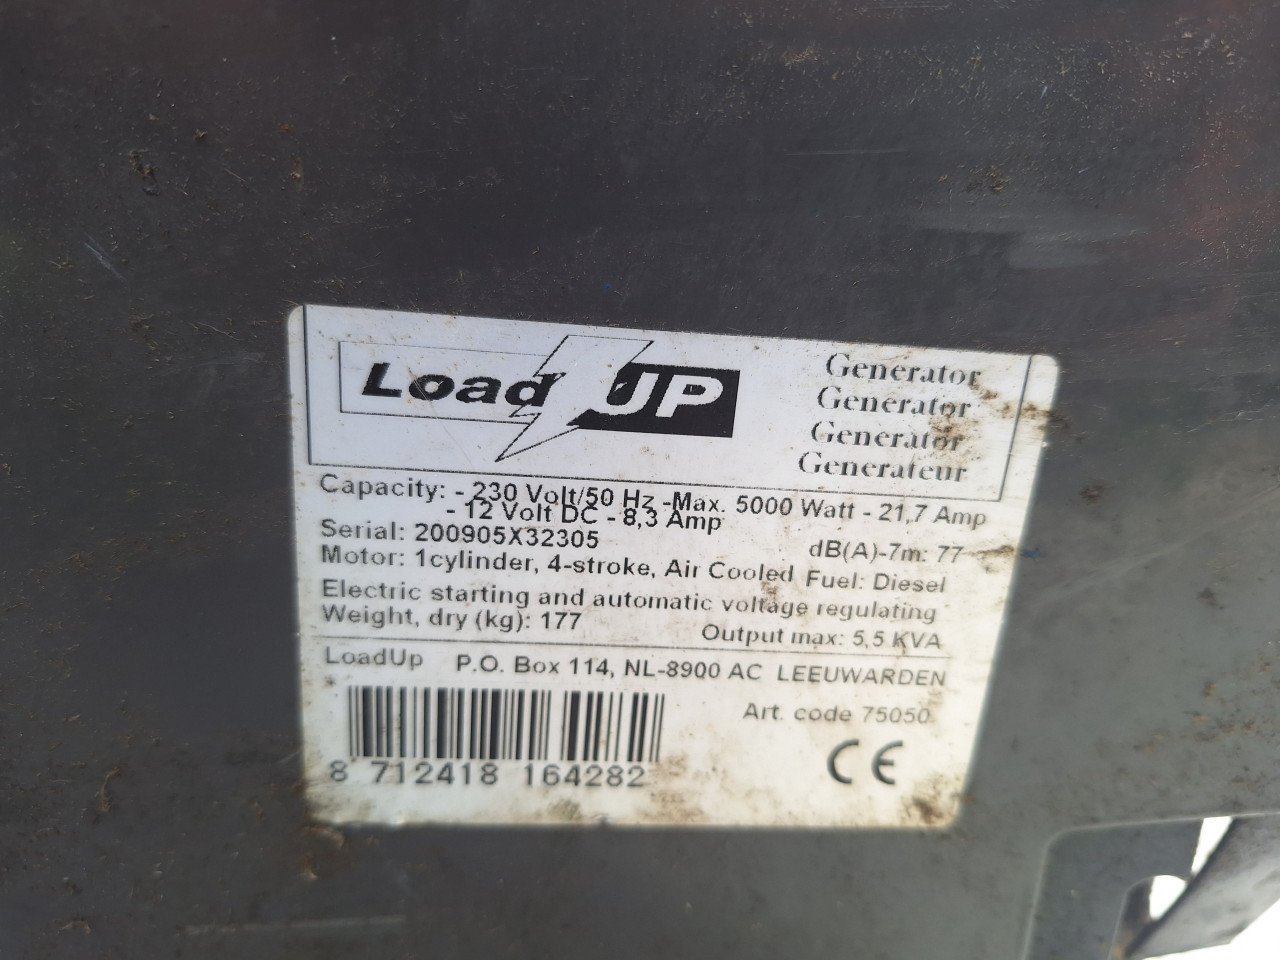 Load UP
Generator
Generator
Generator
Generateur
Capacity: - 230 Volt/50 Hz -Max. 5000 Watt - 21,7 Amp
- 12 Volt DC - 8,3 Amp
Serial: 200905X32305
dB(A)-7m: 77
Motor: 1cylinder, 4-stroke, Air Cooled Fuel: Diesel
Electric starting and automatic voltage regulating
Weight, dry (kg): 177
Output max: 5,5 KVA
LoadUp P.O. Box 114, NL-8900 AC LEEUWARDEN
Art. code 75050
CE
8 712418 164282